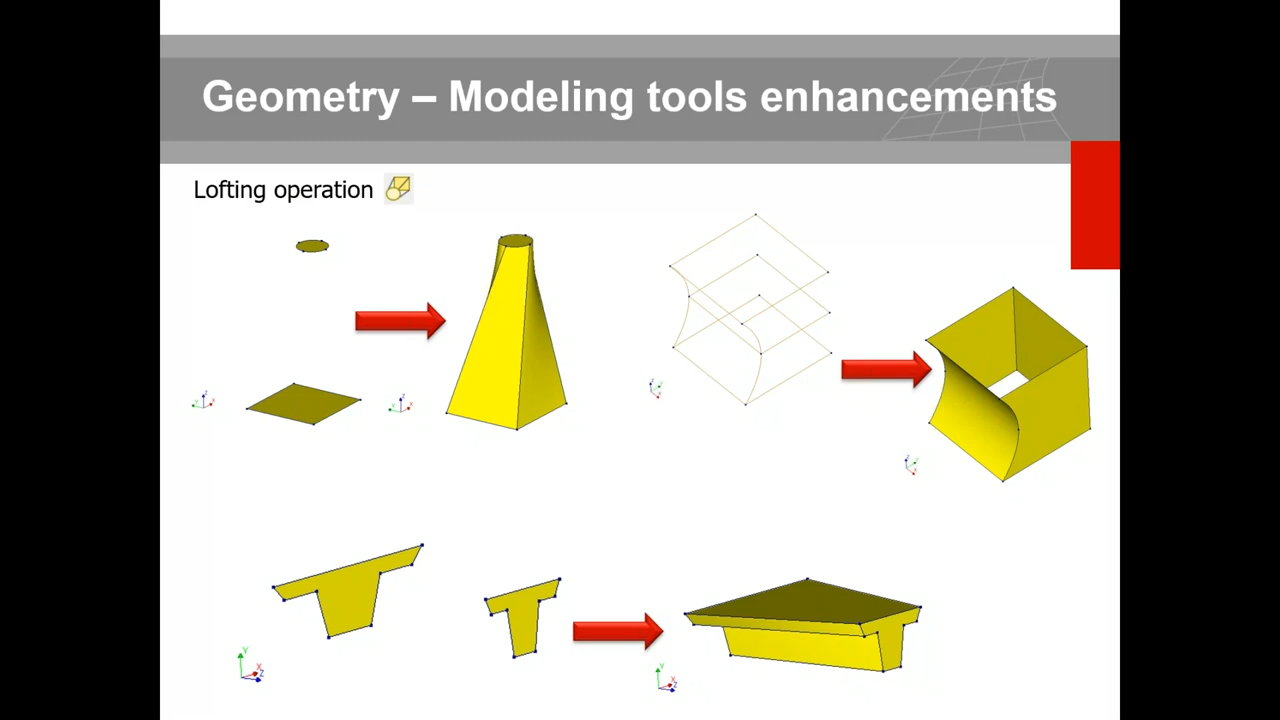 Geometry – Modeling tools enhancements
Lofting operation